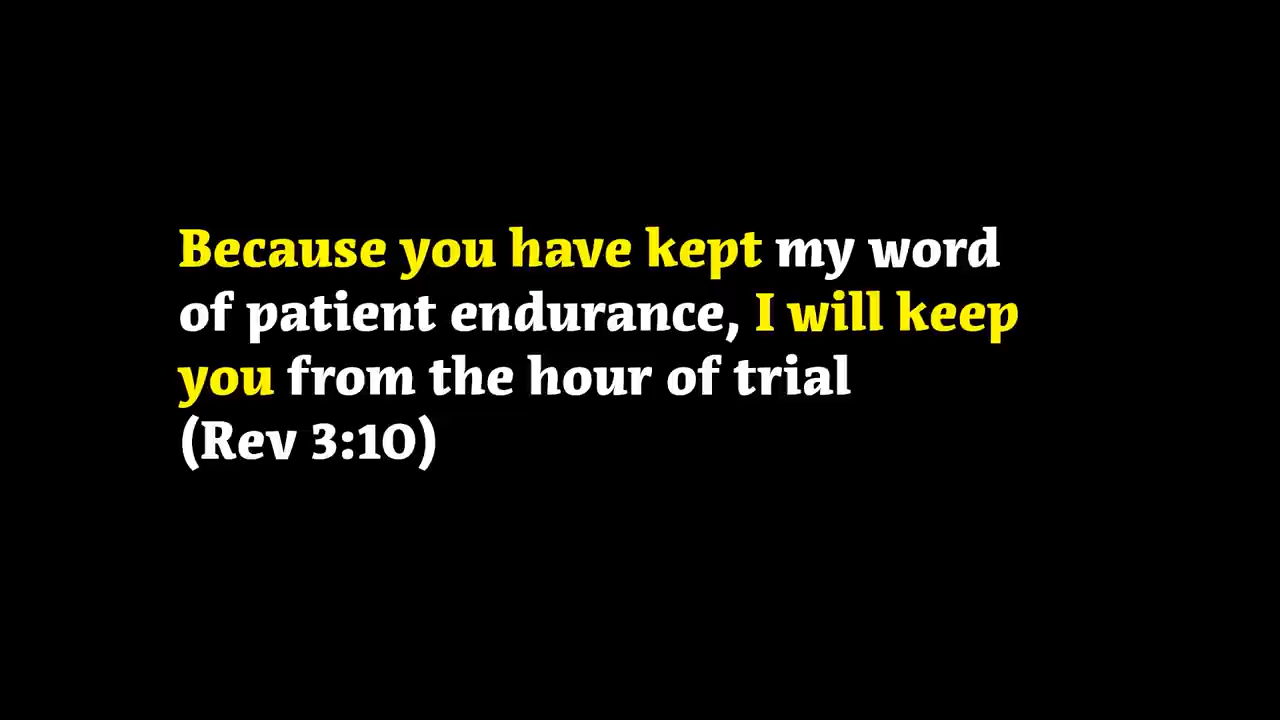 Because you have kept my word
of patient endurance, I will keep
you from the hour of trial
(Rev 3:10)